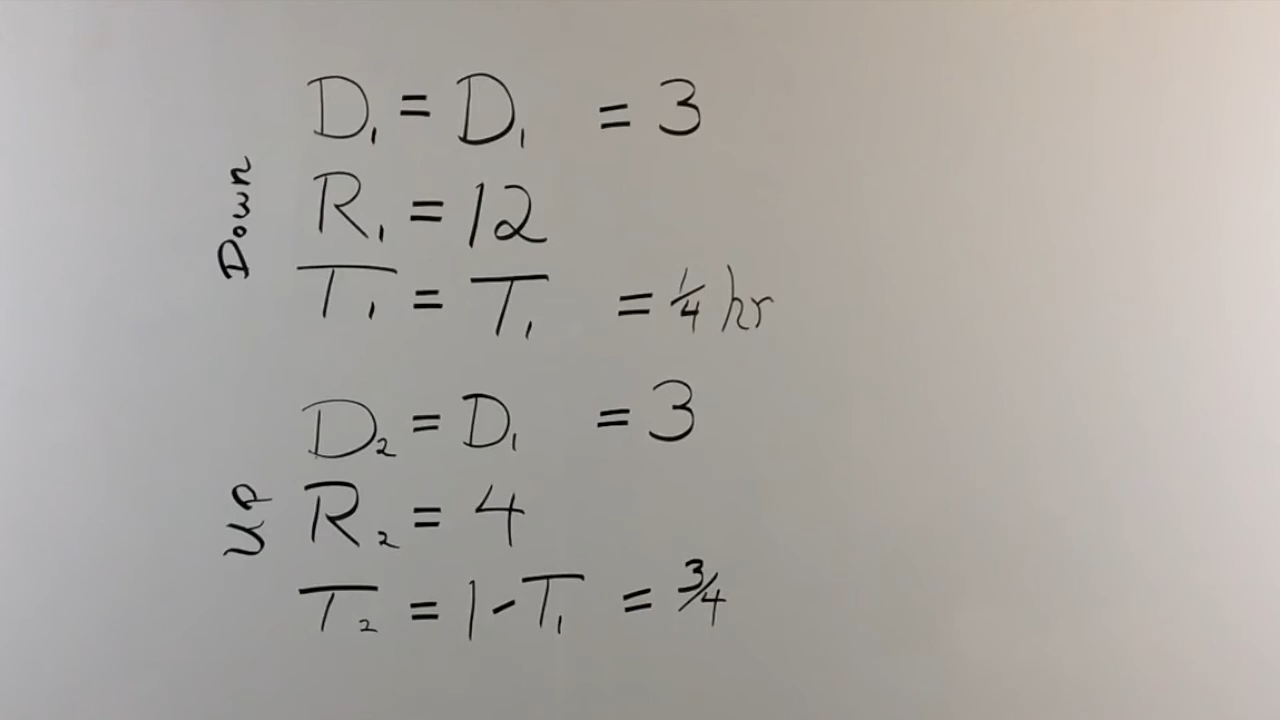 Down
D₁ = D₁ = 3
R₁ = 12
T₁ = T₁ = 1/4 hr
Up
D₂ = D₁ = 3
R₂ = 4
T₂ = 1 - T₁ = 3/4